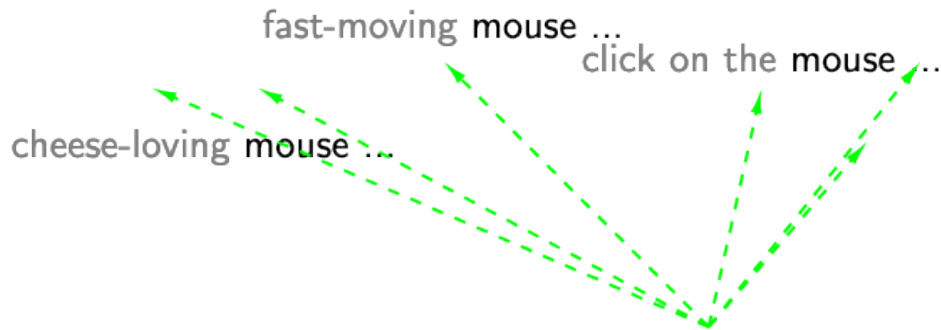 fast-moving mouse ...
click on the mouse ...
cheese-loving mouse ...